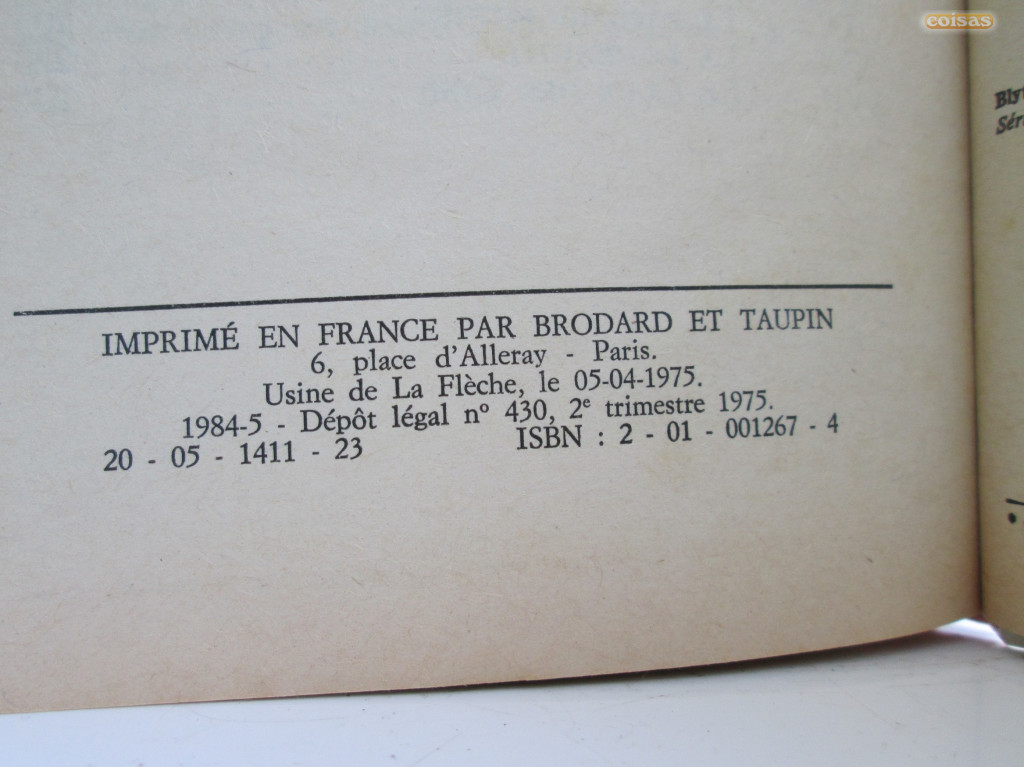 coisas
IMPRIMÉ EN FRANCE PAR BRODARD ET TAUPIN
6, place d'Alleray - Paris.
Usine de La Flèche, le 05-04-1975.
1984-5 - Dépôt légal nº 430, 2e trimestre 1975.
20 - 05 - 1411 - 23 ISBN : 2 - 01 - 001267 - 4